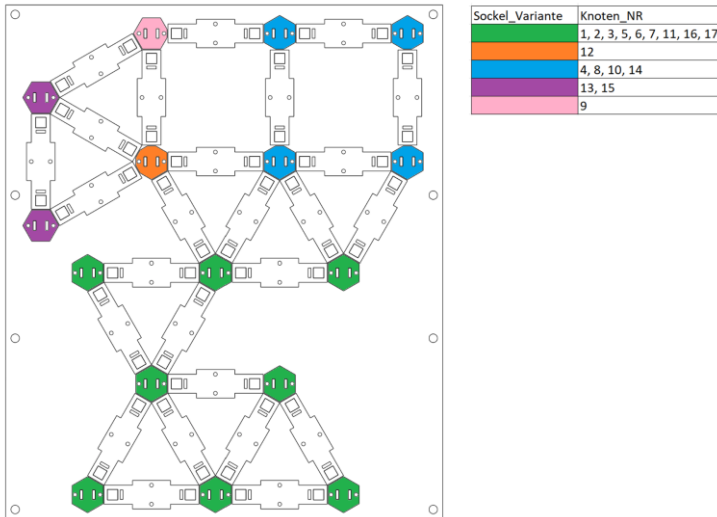 Sockel_Variante Knoten_NR
1, 2, 3, 5, 6, 7, 11, 16, 17
12
4, 8, 10, 14
13, 15
9